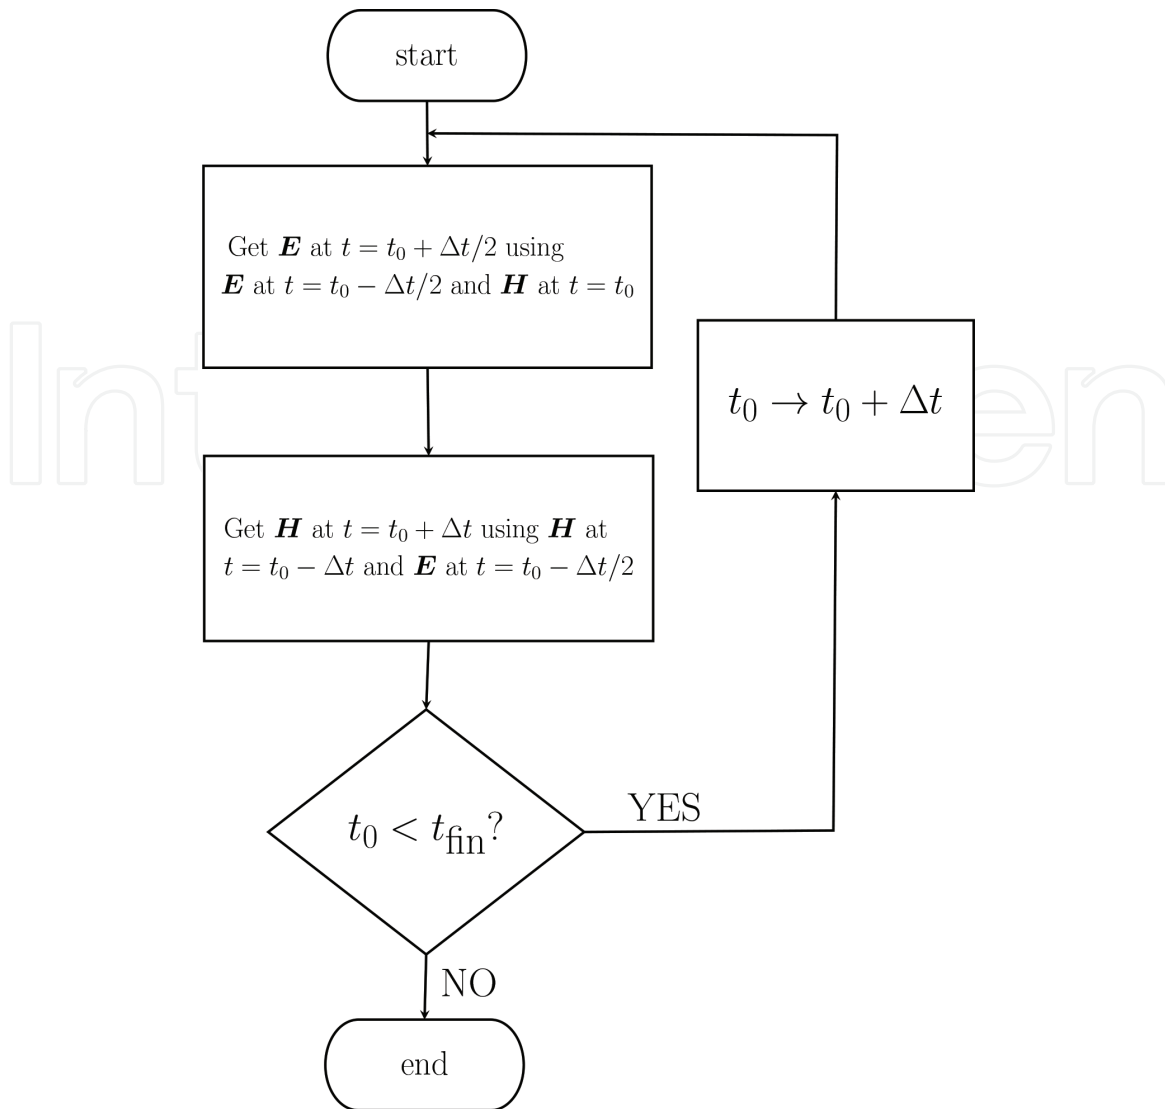 start
Get E at t = t₀ + Δt/2 using
E at t = t₀ − Δt/2 and H at t = t₀
t₀ → t₀ + Δt
Get H at t = t₀ + Δt using H at
t = t₀ − Δt and E at t = t₀ − Δt/2
YES
t₀ < t_fin?
NO
end